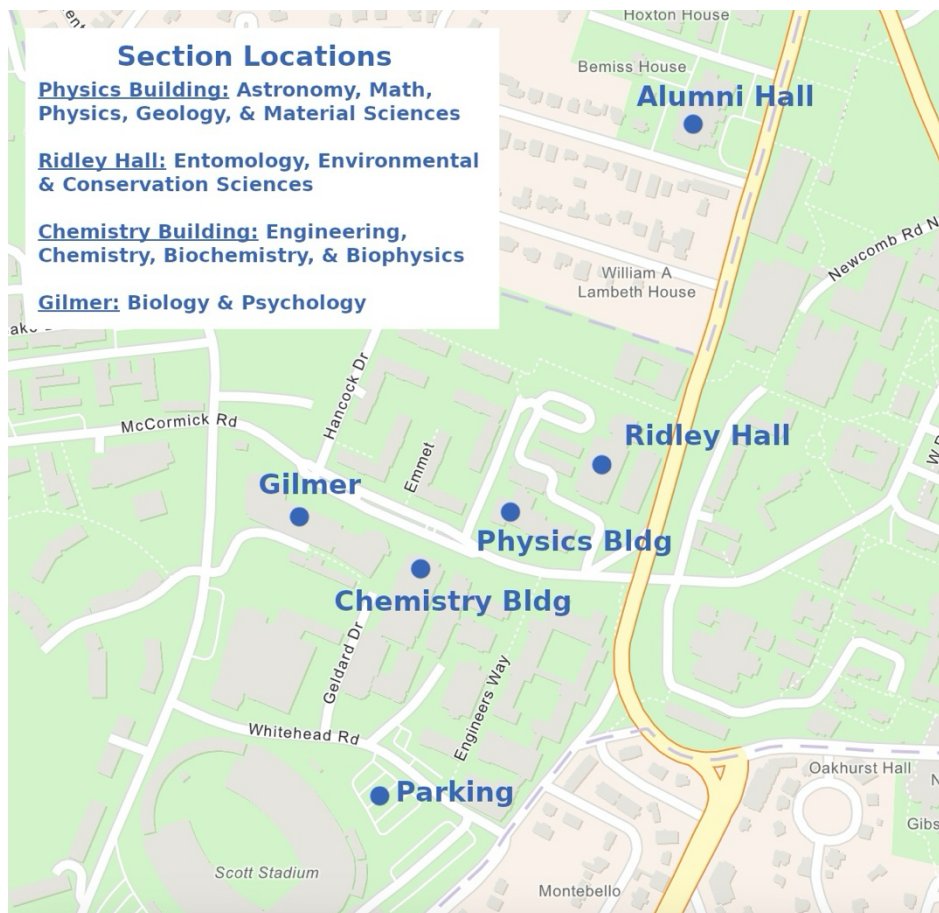 Hoxton House
Section Locations
Bemiss House
Physics Building: Astronomy, Math,
Physics, Geology, & Material Sciences
Alumni Hall
Ridley Hall: Entomology, Environmental
& Conservation Sciences
Chemistry Building: Engineering,
Chemistry, Biochemistry, & Biophysics
Newcomb Rd N
William A
Lambeth House
Gilmer: Biology & Psychology
Hancock Dr
McCormick Rd
Ridley Hall
Emmet
Gilmer
Physics Bldg
Chemistry Bldg
Geldard Dr
Engineers Way
Whitehead Rd
Oakhurst Hall
Parking
Scott Stadium
Montebello